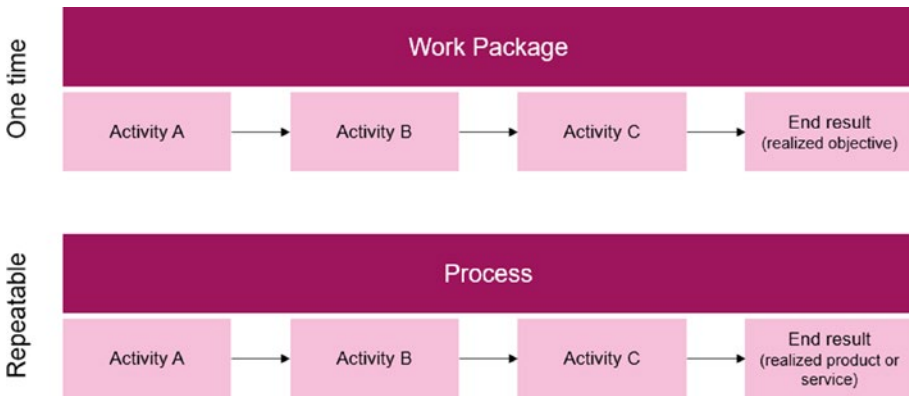 One time
Work Package
Activity A
Activity B
Activity C
End result
(realized objective)
Repeatable
Process
Activity A
Activity B
Activity C
End result
(realized product or
service)